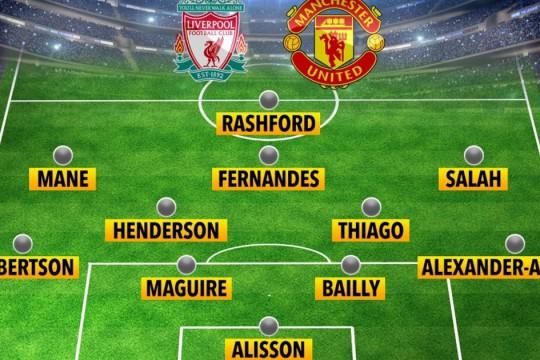 YOU'LL NEVER WALK ALONE
LIVERPOOL
FOOTBALL CLUB
EST·1892
MANCHESTER
UNITED
RASHFORD
MANE
FERNANDES
SALAH
HENDERSON
THIAGO
BERTSON
MAGUIRE
BAILLY
ALEXANDER-A
ALISSON